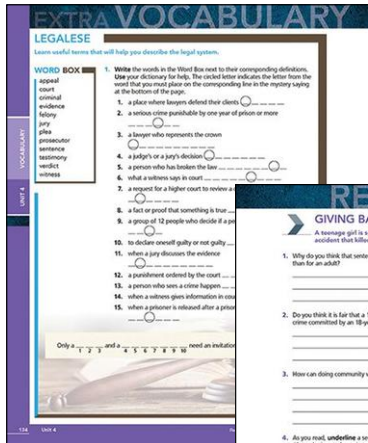 EXTRA VOCABULARY
LEGALESE
Learn useful terms that will help you describe the legal system.
WORD BOX
appeal
court
criminal
evidence
felony
jury
plea
prosecutor
sentence
testimony
verdict
witness
1. Write the words in the Word Box next to their corresponding definitions.
Use your dictionary for help. The circled letter indicates the letter from the
word that you must place on the corresponding line in the mystery saying
at the bottom of the page.
1. a place where lawyers defend their clients
2. a serious crime punishable by one year of prison or more
3. a lawyer who represents the crown
4. a judge's or a jury's decision
5. a person who has broken the law
6. what a witness says in court
7. a request for a higher court to review a
8. a fact or proof that something is true
9. a group of 12 people who decide if a
10. to declare oneself guilty or not guilty
11. when a jury discusses the evidence
12. a punishment ordered by the court
13. a person who sees a crime happen
14. when a witness gives information in
15. when a prisoner is released after a
Only a 1 2 3 and a 4 5 6 7 8 9 10 need an
VOCABULARY
UNIT 4
134 Unit 4
RE
GIVING BA
A teenage girl is
accident that
1. Why do you think that
than for an adult?
2. Do you think it is fair that a
crime committed by an
3. How can doing community
4. As you read, underline a